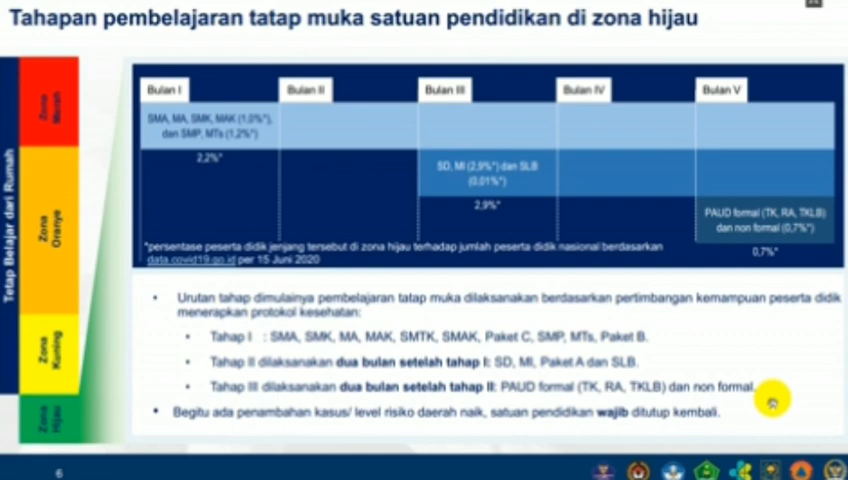 Tahapan pembelajaran tatap muka satuan pendidikan di zona hijau
Tetap Belajar dari Rumah
Zona
Merah
Zona
Oranye
Zona
Kuning
Zona
Hijau
Bulan I
Bulan II
Bulan III
Bulan IV
Bulan V
SMA, MA, SMK, MAK (1,0%*),
dan SMP, MTs (1,2%*)
2,2%*
SD, MI (2,9%*) dan SLB
(0,01%*)
2,9%*
PAUD formal (TK, RA, TKLB)
dan non formal (0,7%*)
0,7%*
*persentase peserta didik jenjang tersebut di zona hijau terhadap jumlah peserta didik nasional berdasarkan
data.covid19.go.id per 15 Juni 2020
• Urutan tahap dimulainya pembelajaran tatap muka dilaksanakan berdasarkan pertimbangan kemampuan peserta didik
menerapkan protokol kesehatan:
• Tahap I : SMA, SMK, MA, MAK, SMTK, SMAK, Paket C, SMP, MTs, Paket B.
• Tahap II dilaksanakan dua bulan setelah tahap I: SD, MI, Paket A dan SLB.
• Tahap III dilaksanakan dua bulan setelah tahap II: PAUD formal (TK, RA, TKLB) dan non formal.
• Begitu ada penambahan kasus/ level risiko daerah naik, satuan pendidikan wajib ditutup kembali.
6